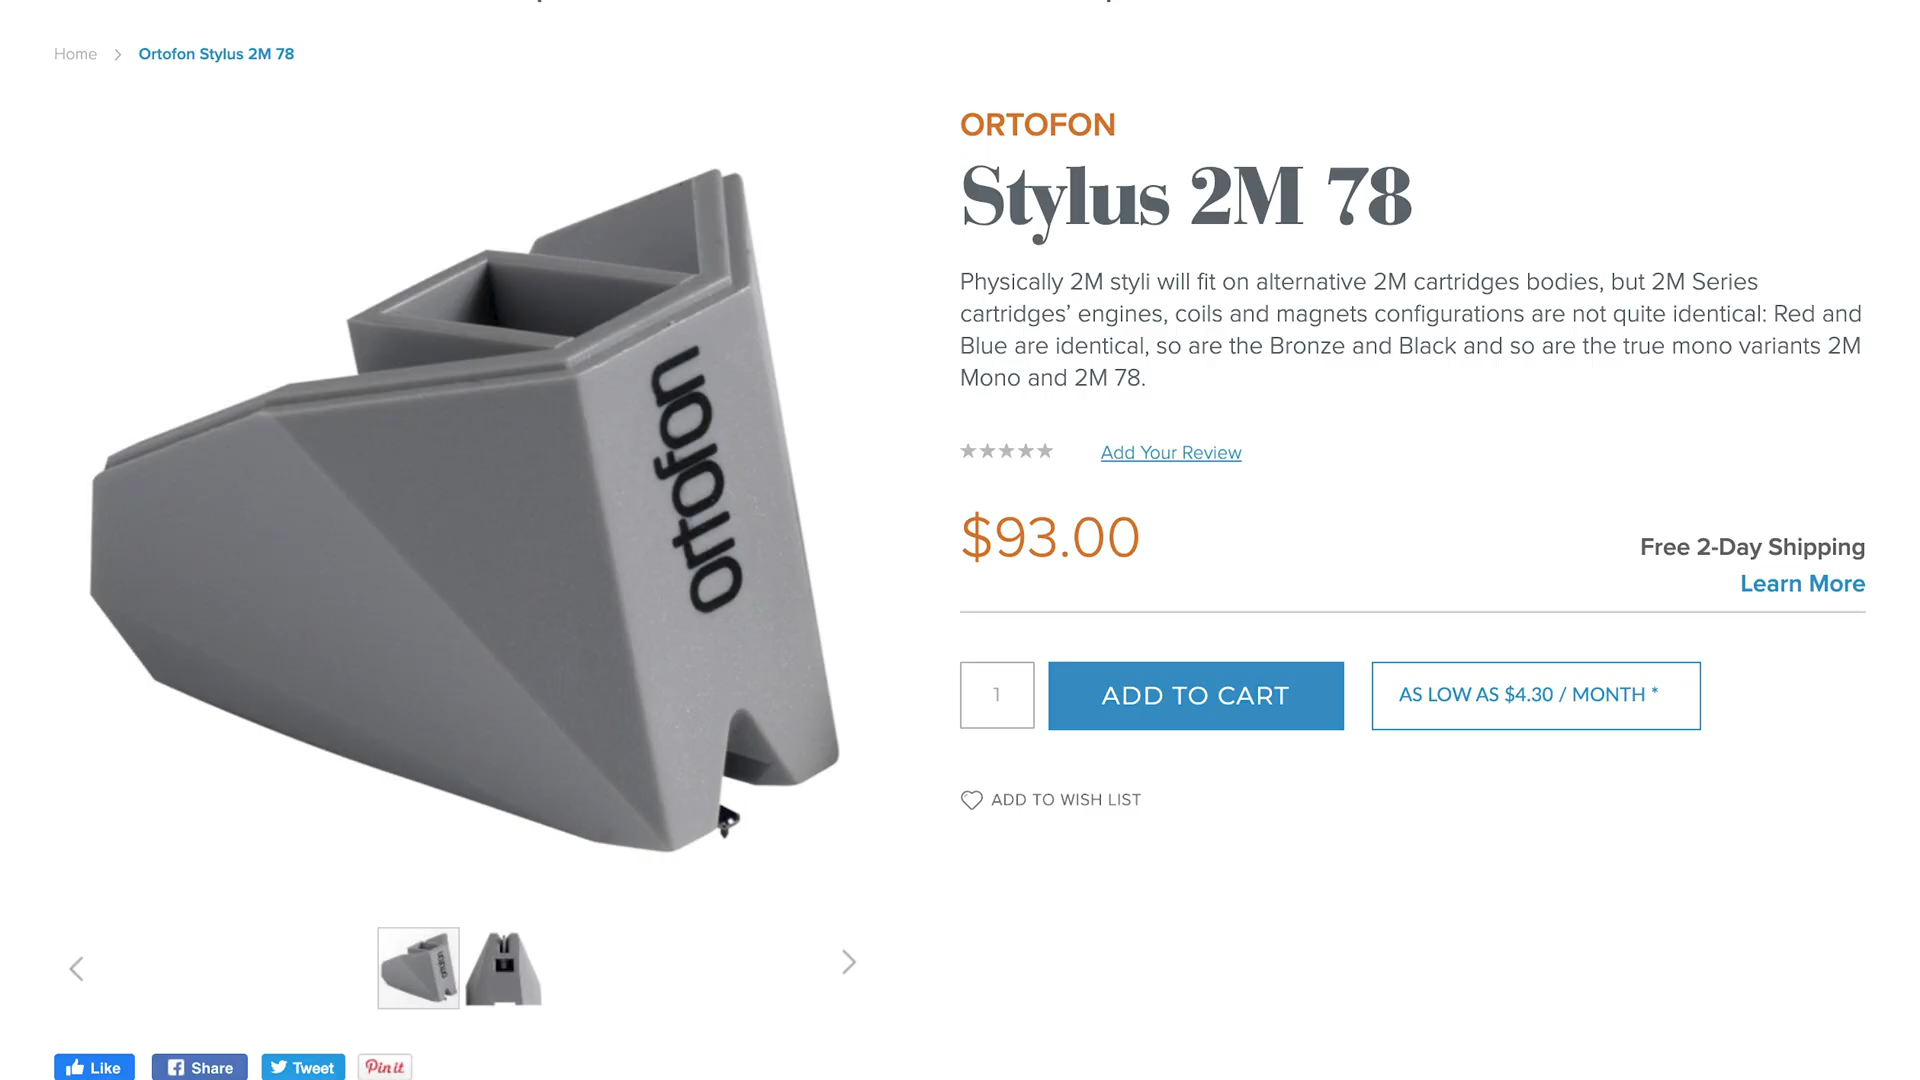 Home > Ortofon Stylus 2M 78
ORTOFON
Stylus 2M 78
Physically 2M styli will fit on alternative 2M cartridges bodies, but 2M Series
cartridges’ engines, coils and magnets configurations are not quite identical: Red and
Blue are identical, so are the Bronze and Black and so are the true mono variants 2M
Mono and 2M 78.
Add Your Review
$93.00
Free 2-Day Shipping
Learn More
1
ADD TO CART
AS LOW AS $4.30 / MONTH *
ADD TO WISH LIST
ortofon
ortofon
Like
Share
Tweet
Pin it